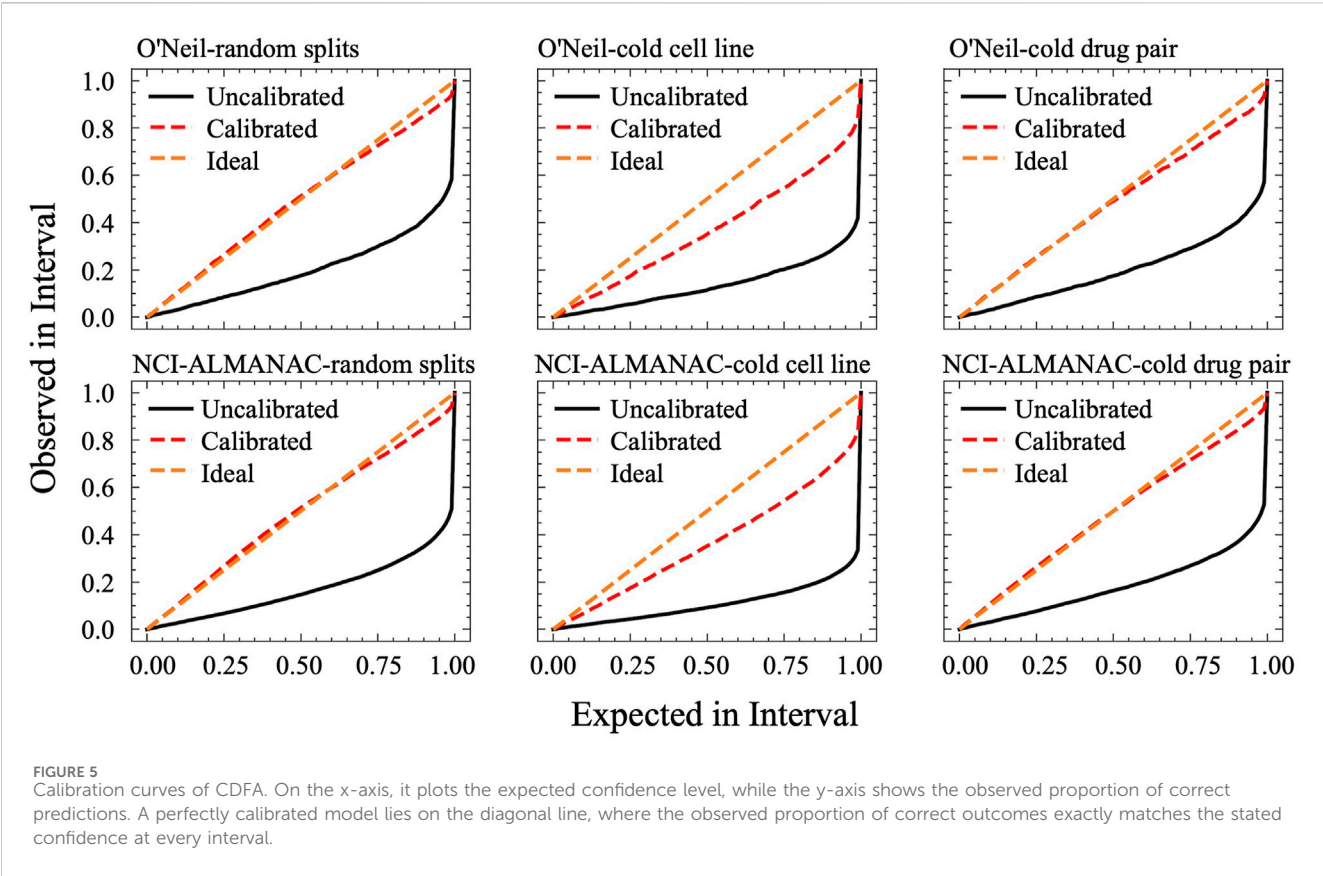 O'Neil-random splits
O'Neil-cold cell line
O'Neil-cold drug pair
1.0
0.8
0.6
0.4
0.2
0.0
Uncalibrated
Calibrated
Ideal
Uncalibrated
Calibrated
Ideal
Uncalibrated
Calibrated
Ideal
Observed in Interval
NCI-ALMANAC-random splits
NCI-ALMANAC-cold cell line
NCI-ALMANAC-cold drug pair
1.0
0.8
0.6
0.4
0.2
0.0
Uncalibrated
Calibrated
Ideal
Uncalibrated
Calibrated
Ideal
Uncalibrated
Calibrated
Ideal
0.00 0.25 0.50 0.75 1.00
0.00 0.25 0.50 0.75 1.00
0.00 0.25 0.50 0.75 1.00
Expected in Interval
FIGURE 5
Calibration curves of CDFA. On the x-axis, it plots the expected confidence level, while the y-axis shows the observed proportion of correct
predictions. A perfectly calibrated model lies on the diagonal line, where the observed proportion of correct outcomes exactly matches the stated
confidence at every interval.